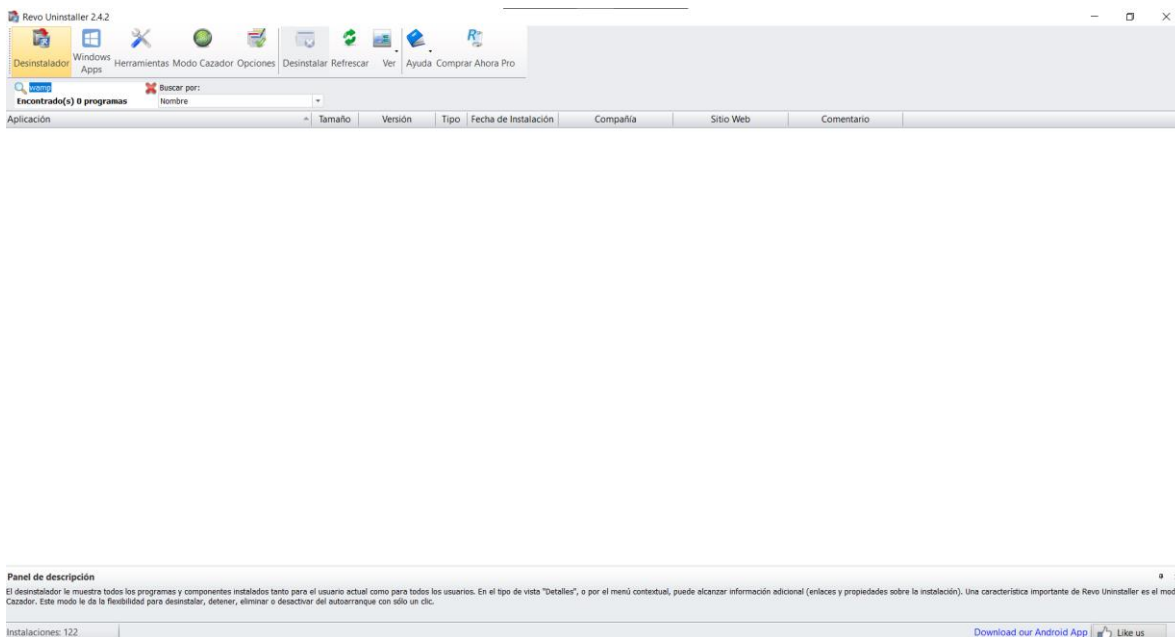 Revo Uninstaller 2.4.2
Desinstalador
Windows Apps
Herramientas
Modo Cazador
Opciones
Desinstalar
Refrescar
Ver
Ayuda
Comprar Ahora Pro
wamp
Buscar por:
Encontrado(s) 0 programas
Nombre
Aplicación
Tamaño
Versión
Tipo
Fecha de Instalación
Compañía
Sitio Web
Comentario
Panel de descripción
El desinstalador le muestra todos los programas y componentes instalados tanto para el usuario actual como para todos los usuarios. En el tipo de vista "Detalles", o por el menú contextual, puede alcanzar información adicional (enlaces y propiedades sobre la instalación). Una característica importante de Revo Uninstaller es el mod
Cazador. Este modo le da la flexibilidad para desinstalar, detener, eliminar o desactivar del autoarranque con sólo un clic.
Instalaciones: 122
Download our Android App
Like us